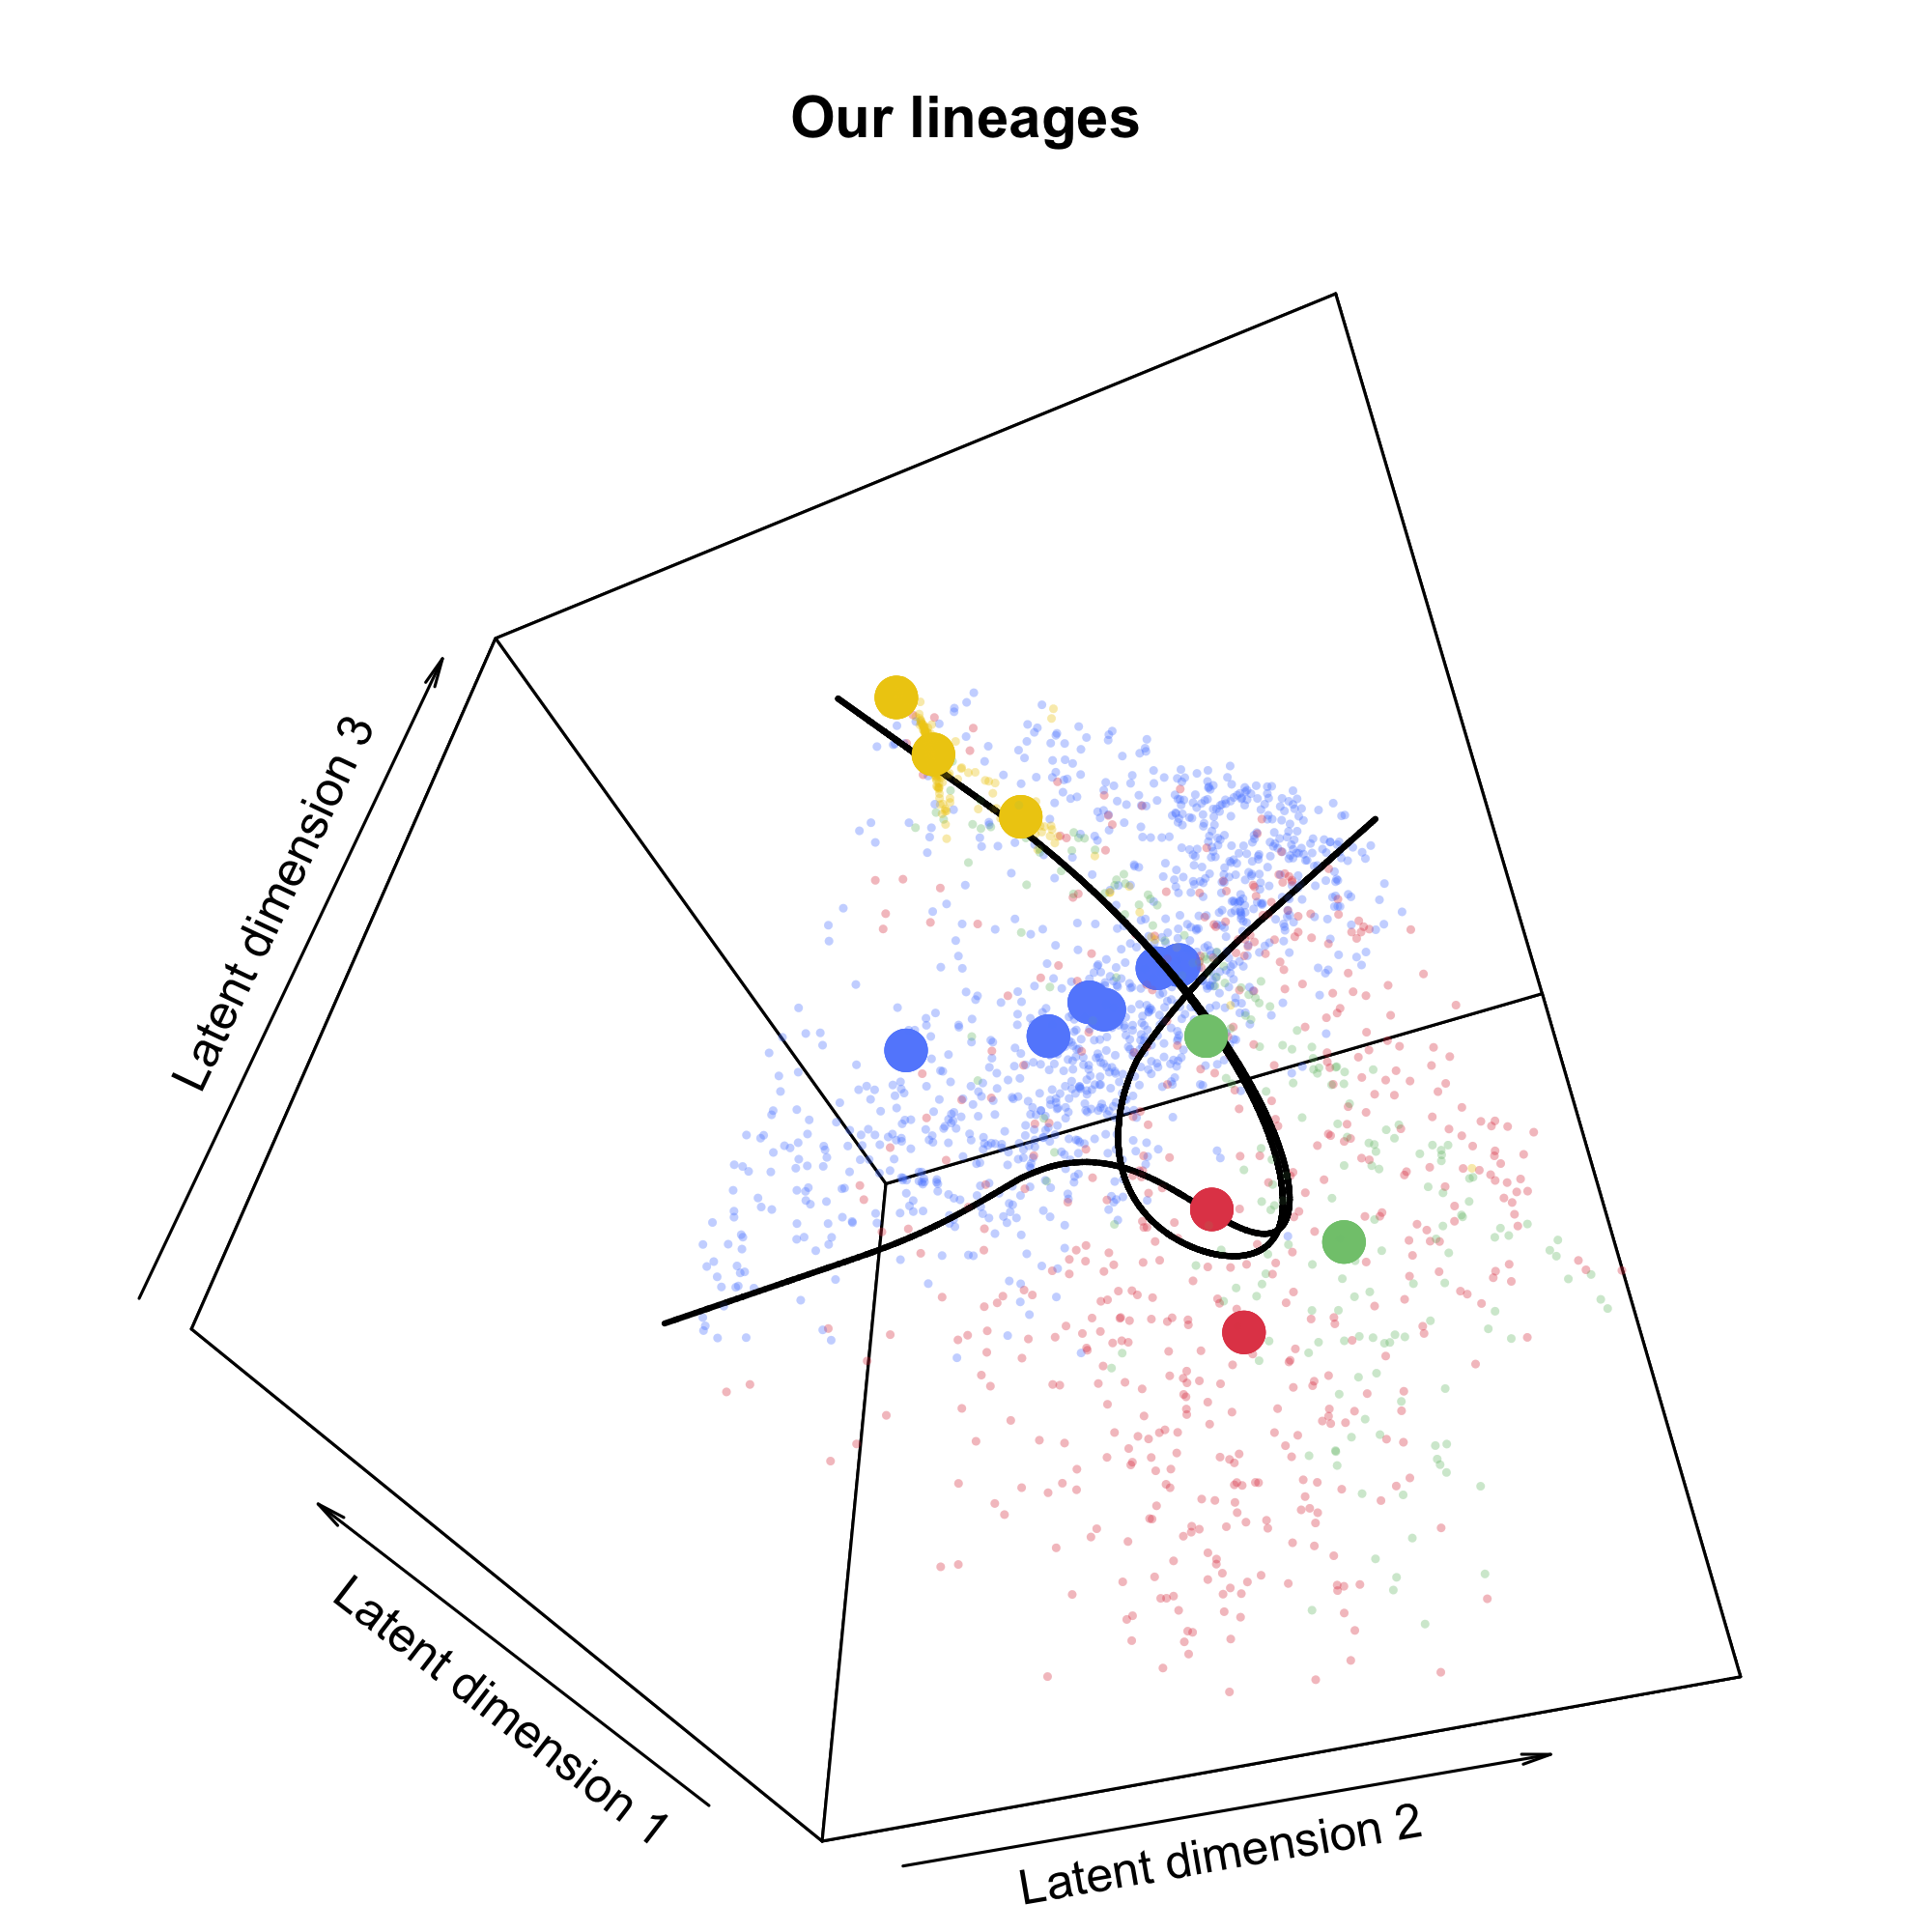 Our lineages
Latent dimension 3
Latent dimension 1
Latent dimension 2